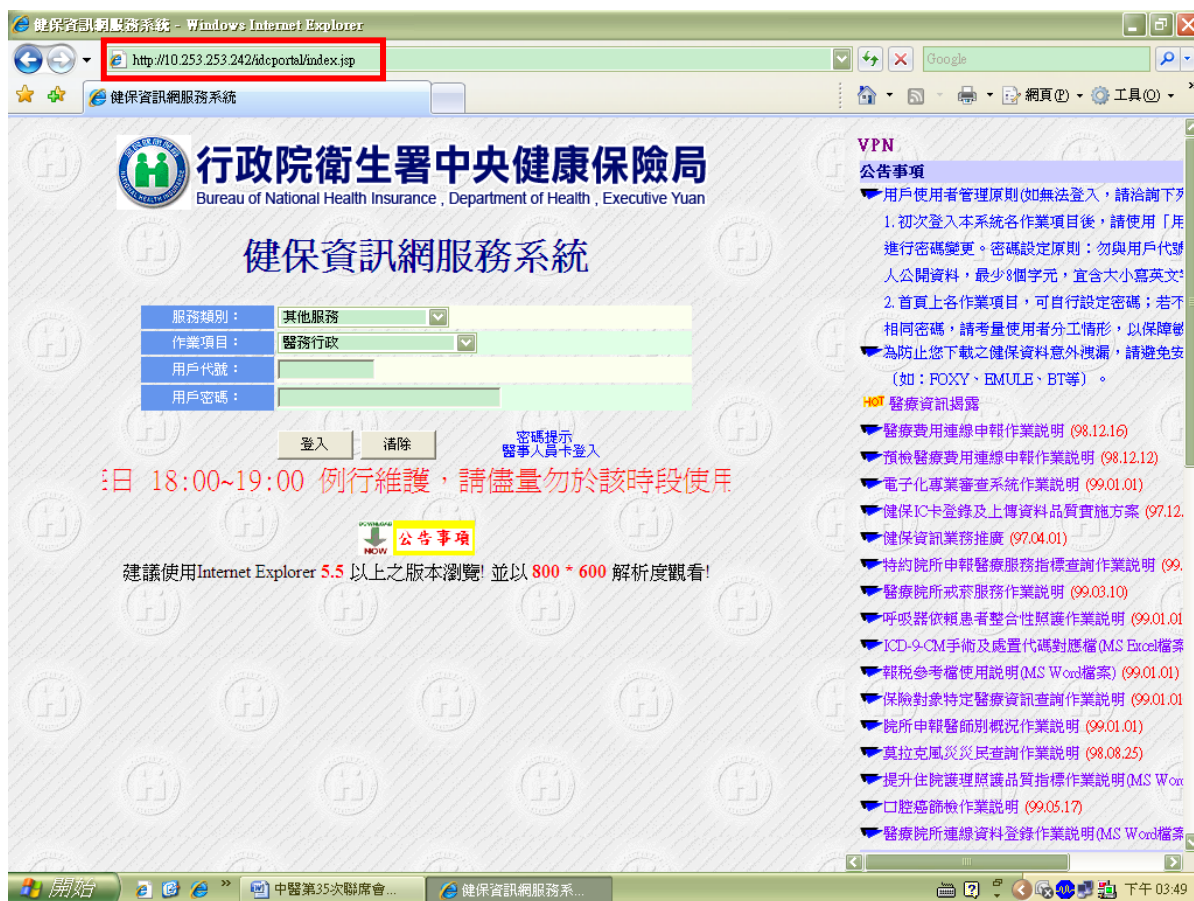 健保資訊網服務系統 - Windows Internet Explorer
http://10.253.253.242/idcportal/index.jsp
Google
健保資訊網服務系統
網頁(P)
工具(O)
行政院衛生署中央健康保險局
Bureau of National Health Insurance , Department of Health , Executive Yuan
健保資訊網服務系統
服務類別：
其他服務
作業項目：
醫務行政
用戶代號：
用戶密碼：
登入
清除
密碼提示
醫事人員卡登入
日 18:00~19:00 例行維護，請儘量勿於該時段使用
DOWNLOAD
NOW
公告事項
建議使用Internet Explorer 5.5 以上之版本瀏覽! 並以 800 * 600 解析度觀看!
VPN
公告事項
用戶使用者管理原則(如無法登入，請洽詢下列
1. 初次登入本系統各作業項目後，請使用「用
進行密碼變更。密碼設定原則：勿與用戶代號
人公開資料，最少8個字元，宜含大小寫英文
2. 首頁上各作業項目，可自行設定密碼；若不
相同密碼，請考量使用者分工情形，以保障敏
為防止您下載之健保資料意外洩漏，請避免安
（如：FOXY、EMULE、BT等）。
HOT 醫療資訊揭露
醫療費用連線申報作業說明 (98.12.16)
預檢醫療費用連線申報作業說明 (98.12.12)
電子化專業審查系統作業說明 (99.01.01)
健保IC卡登錄及上傳資料品質實施方案 (97.12.
健保資訊業務推廣 (97.04.01)
特約院所申報醫療服務指標查詢作業說明 (99.
醫療院所戒菸服務作業說明 (99.03.10)
呼吸器依賴患者整合性照護作業說明 (99.01.01
ICD-9-CM手術及處置代碼對應檔(MS Excel檔案
報稅參考檔使用說明(MS Word檔案) (99.01.01)
保險對象特定醫療資訊查詢作業說明 (99.01.01
院所申報醫師別概況作業說明 (99.01.01)
莫拉克風災災民查詢作業說明 (98.08.25)
提升住院護理照護品質指標作業說明(MS Wor
口腔癌篩檢作業說明 (99.05.17)
醫療院所連線資料登錄作業說明(MS Word檔案
開始
中醫第35次聯席會...
健保資訊網服務系...
下午 03:49